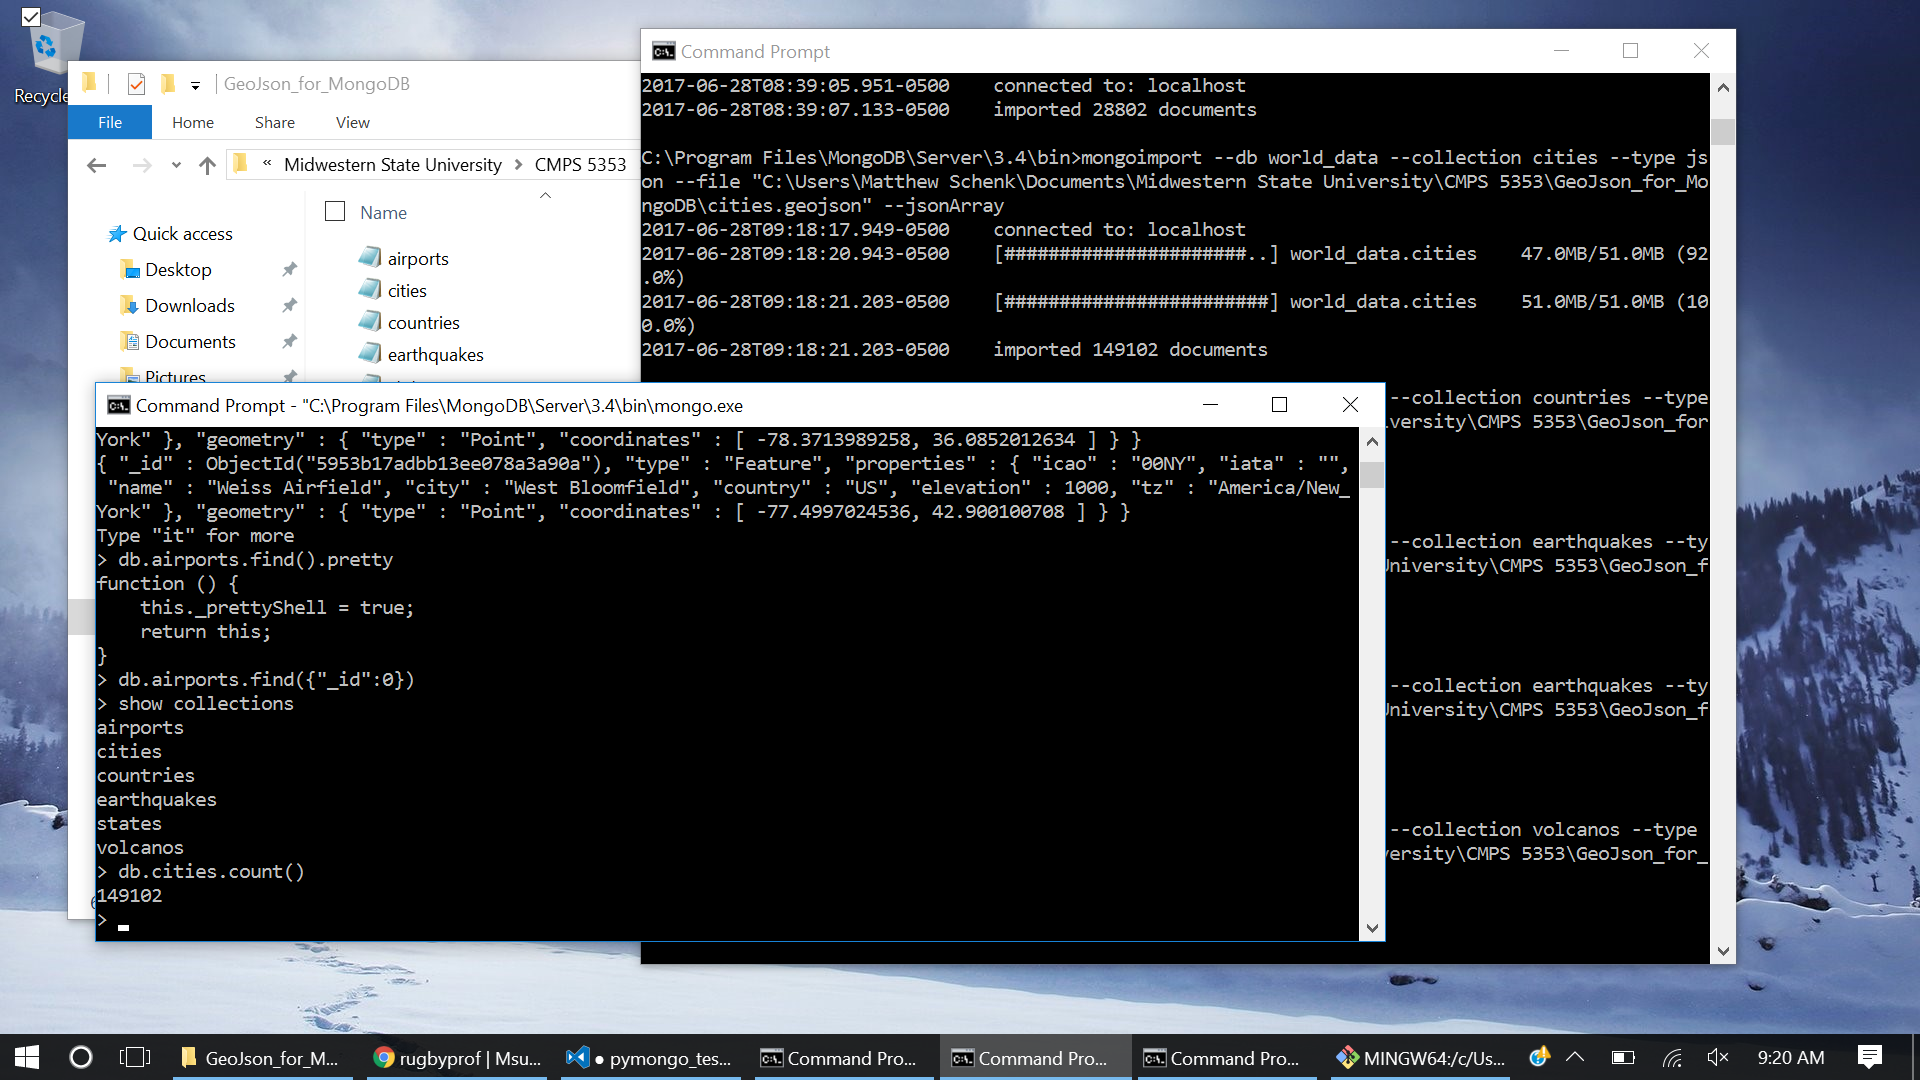 Recycle
GeoJson_for_MongoDB
File Home Share View
« Midwestern State University > CMPS 5353
Name
Quick access
Desktop
Downloads
Documents
Pictures
airports
cities
countries
earthquakes
Command Prompt
2017-06-28T08:39:05.951-0500 connected to: localhost
2017-06-28T08:39:07.133-0500 imported 28802 documents
C:\Program Files\MongoDB\Server\3.4\bin>mongoimport --db world_data --collection cities --type js
on --file "C:\Users\Matthew Schenk\Documents\Midwestern State University\CMPS 5353\GeoJson_for_Mo
ngoDB\cities.geojson" --jsonArray
2017-06-28T09:18:17.949-0500 connected to: localhost
2017-06-28T09:18:20.943-0500 [######################..] world_data.cities 47.0MB/51.0MB (92
.0%)
2017-06-28T09:18:21.203-0500 [########################] world_data.cities 51.0MB/51.0MB (10
0.0%)
2017-06-28T09:18:21.203-0500 imported 149102 documents
--collection countries --type
versity\CMPS 5353\GeoJson_for
--collection earthquakes --ty
University\CMPS 5353\GeoJson_f
--collection earthquakes --ty
University\CMPS 5353\GeoJson_f
--collection volcanos --type
versity\CMPS 5353\GeoJson_for_
Command Prompt - "C:\Program Files\MongoDB\Server\3.4\bin\mongo.exe
York" }, "geometry" : { "type" : "Point", "coordinates" : [ -78.3713989258, 36.0852012634 ] } }
{ "_id" : ObjectId("5953b17adbb13ee078a3a90a"), "type" : "Feature", "properties" : { "icao" : "00NY", "iata" : "",
"name" : "Weiss Airfield", "city" : "West Bloomfield", "country" : "US", "elevation" : 1000, "tz" : "America/New_
York" }, "geometry" : { "type" : "Point", "coordinates" : [ -77.4997024536, 42.900100708 ] } }
Type "it" for more
> db.airports.find().pretty
function () {
this._prettyShell = true;
return this;
}
> db.airports.find({"_id":0})
> show collections
airports
cities
countries
earthquakes
states
volcanos
> db.cities.count()
149102
>
GeoJson_for_M... rugbyprof | Msu... ● pymongo_tes... Command Pro... Command Pro... Command Pro... MINGW64:/c/Us... 9:20 AM